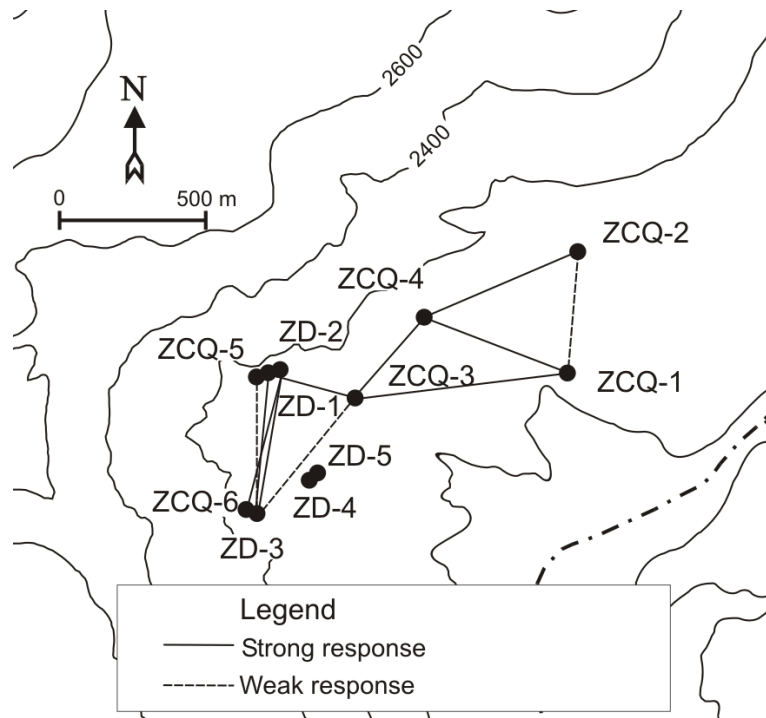 2600
2400
N
0 500 m
ZCQ-2
ZCQ-4
ZD-2
ZCQ-5
ZCQ-3
ZCQ-1
ZD-1
ZD-5
ZCQ-6
ZD-4
ZD-3
Legend
Strong response
Weak response